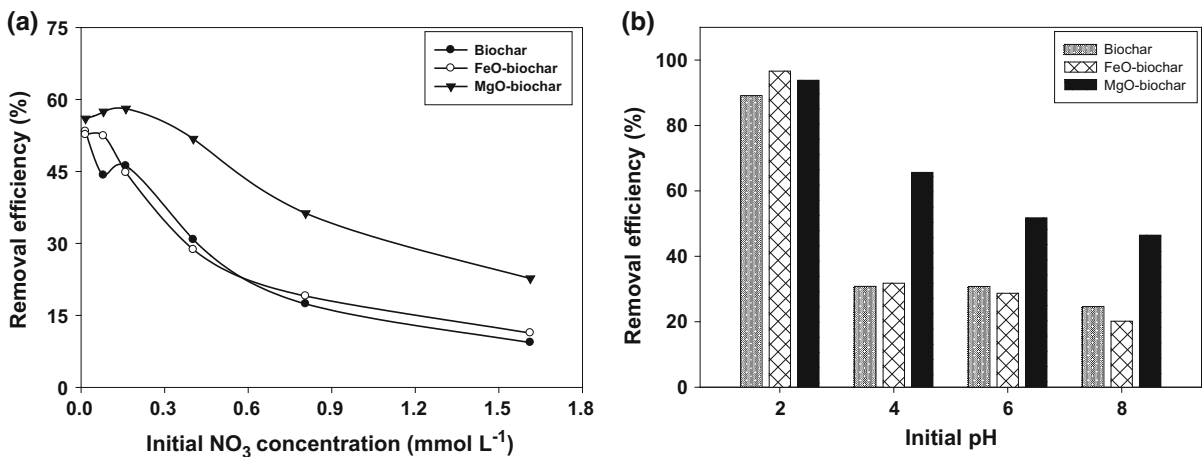 (a)
75
60
45
30
15
0
Removal efficiency (%)
Biochar
FeO-biochar
MgO-biochar
0.0 0.3 0.6 0.9 1.2 1.5 1.8
Initial NO3 concentration (mmol L-1)
(b)
100
80
60
40
20
0
Removal efficiency (%)
Biochar
FeO-biochar
MgO-biochar
2 4 6 8
Initial pH